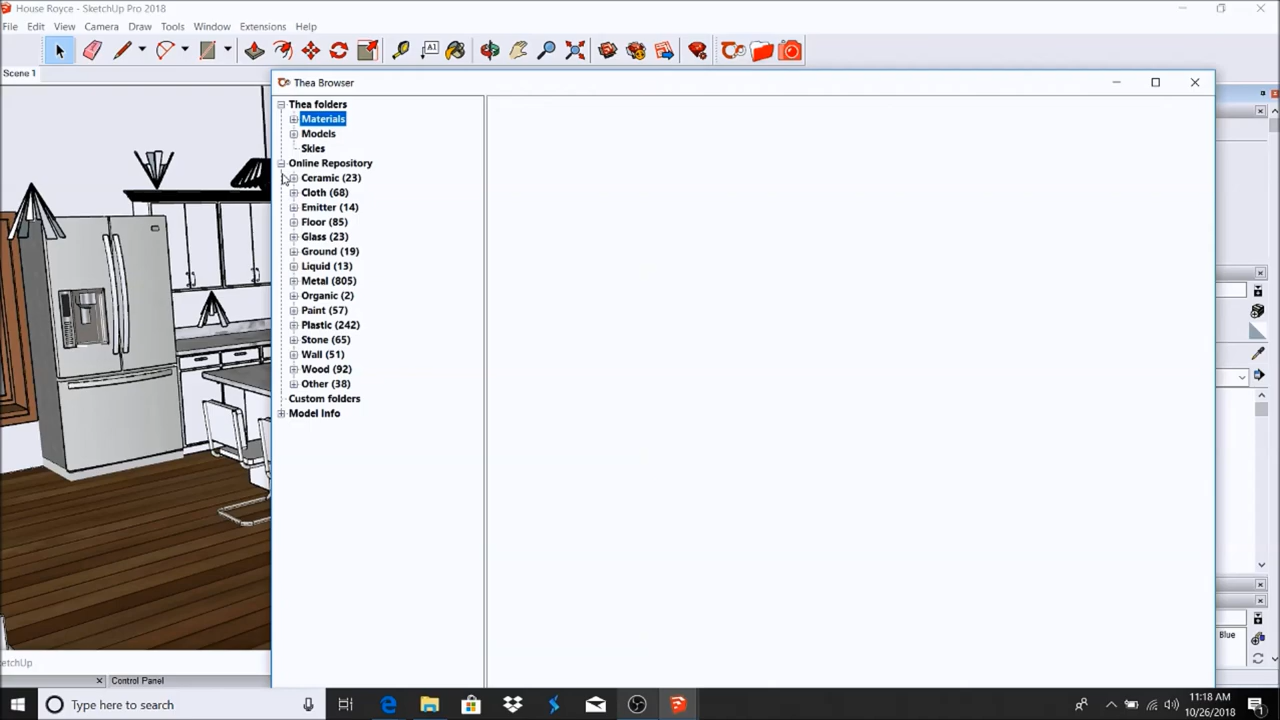 House Royce - SketchUp Pro 2018
File Edit View Camera Draw Tools Window Extensions Help
A1
Scene 1
Thea Browser
Thea folders
Materials
Models
Skies
Online Repository
Ceramic (23)
Cloth (68)
Emitter (14)
Floor (85)
Glass (23)
Ground (19)
Liquid (13)
Metal (805)
Organic (2)
Paint (57)
Plastic (242)
Stone (65)
Wall (51)
Wood (92)
Other (38)
Custom folders
Model Info
Blue
etchUp
Control Panel
Type here to search
11:18 AM
10/26/2018
1